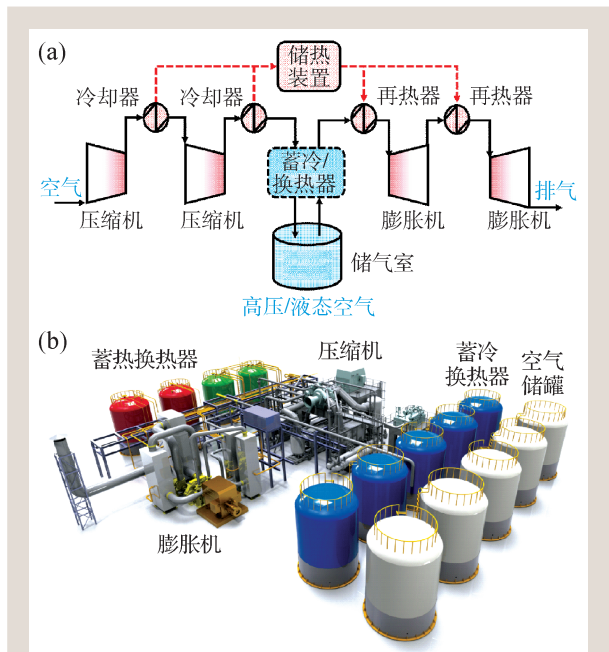 (a)
储热
装置
冷却器
冷却器
再热器
再热器
蓄冷/
换热器
空气
排气
压缩机
压缩机
膨胀机
膨胀机
储气室
高压/液态空气
(b)
蓄热换热器
压缩机
蓄冷
换热器
空气
储罐
膨胀机